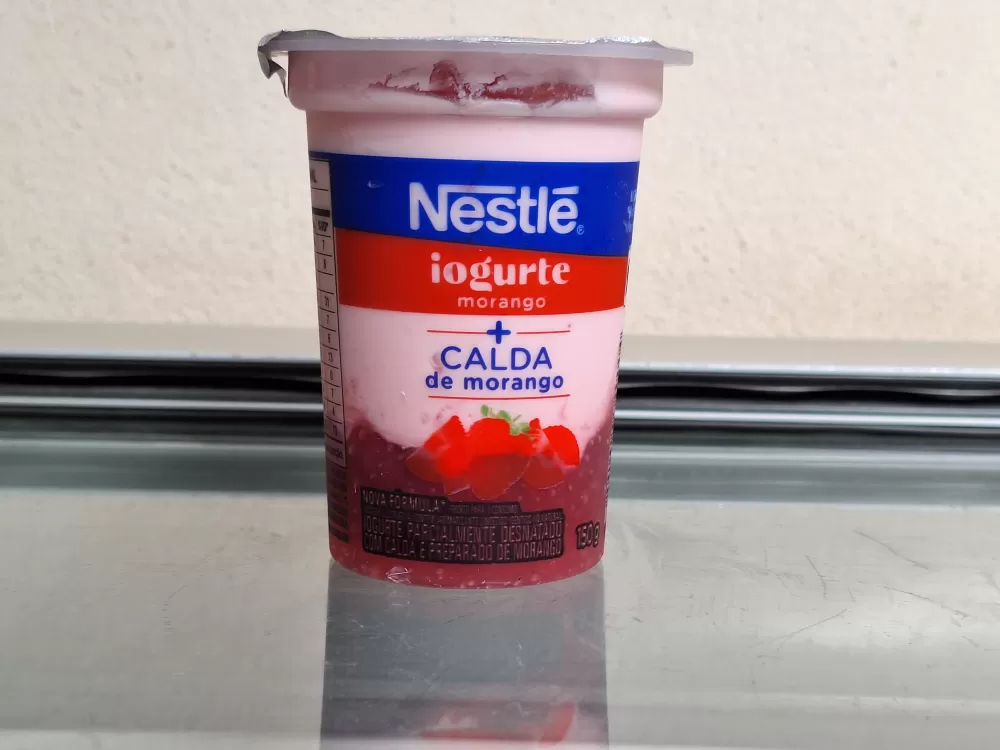 Nestlé®
iogurte
morango
+
CALDA
de morango
NOVA FÓRMULA*
IOGURTE PARCIALMENTE DESNATADO
COM CALDA E PREPARADO DE MORANGO
150g